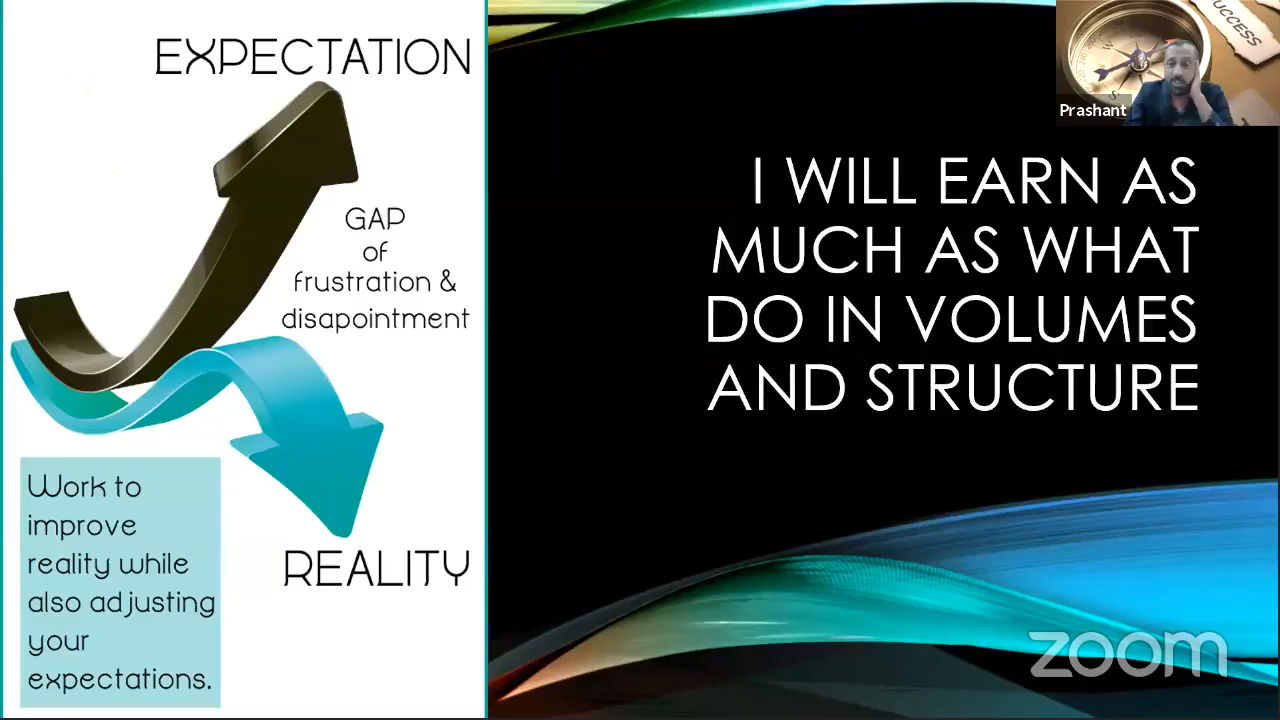 EXPECTATION
GAP
of
frustration &
disapointment
Work to
improve
reality while
also adjusting
your
expectations.
REALITY
I WILL EARN AS
MUCH AS WHAT
DO IN VOLUMES
AND STRUCTURE
SUCCESS
W
S
Prashant
zoom